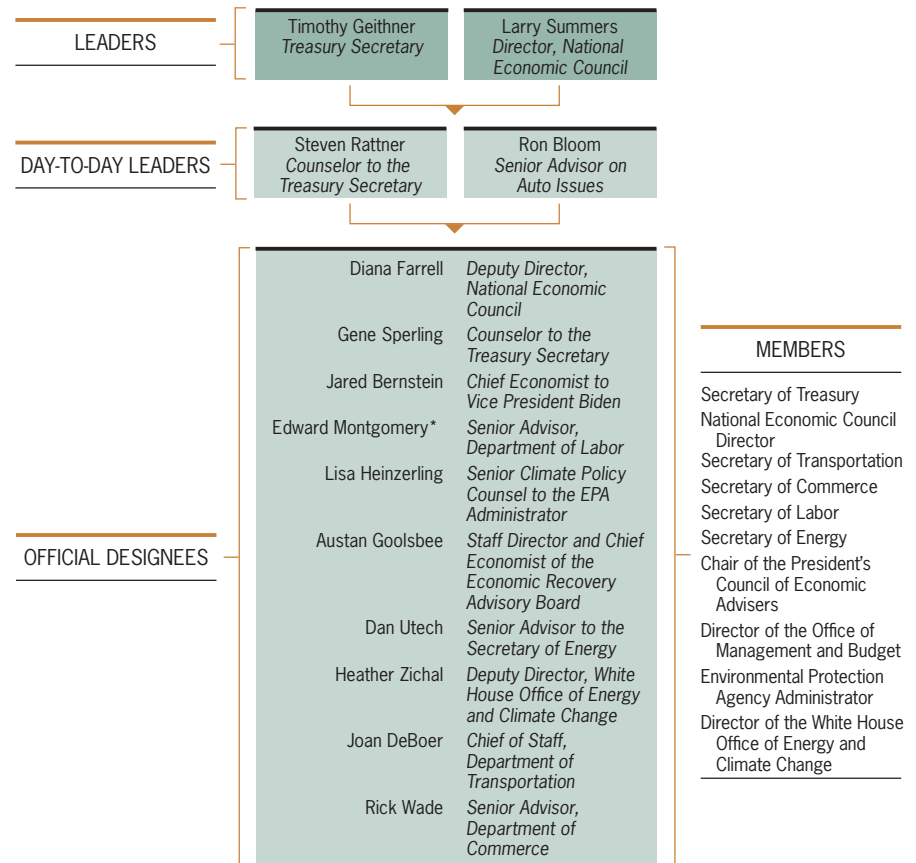 LEADERS
Timothy Geithner
Treasury Secretary
Larry Summers
Director, National
Economic Council
DAY-TO-DAY LEADERS
Steven Rattner
Counselor to the
Treasury Secretary
Ron Bloom
Senior Advisor on
Auto Issues
OFFICIAL DESIGNEES
Diana Farrell
Deputy Director,
National Economic
Council
Gene Sperling
Counselor to the
Treasury Secretary
Jared Bernstein
Chief Economist to
Vice President Biden
Edward Montgomery*
Senior Advisor,
Department of Labor
Lisa Heinzerling
Senior Climate Policy
Counsel to the EPA
Administrator
Austan Goolsbee
Staff Director and Chief
Economist of the
Economic Recovery
Advisory Board
Dan Utech
Senior Advisor to the
Secretary of Energy
Heather Zichal
Deputy Director, White
House Office of Energy
and Climate Change
Joan DeBoer
Chief of Staff,
Department of
Transportation
Rick Wade
Senior Advisor,
Department of
Commerce
MEMBERS
Secretary of Treasury
National Economic Council
Director
Secretary of Transportation
Secretary of Commerce
Secretary of Labor
Secretary of Energy
Chair of the President's
Council of Economic
Advisers
Director of the Office of
Management and Budget
Environmental Protection
Agency Administrator
Director of the White House
Office of Energy and
Climate Change